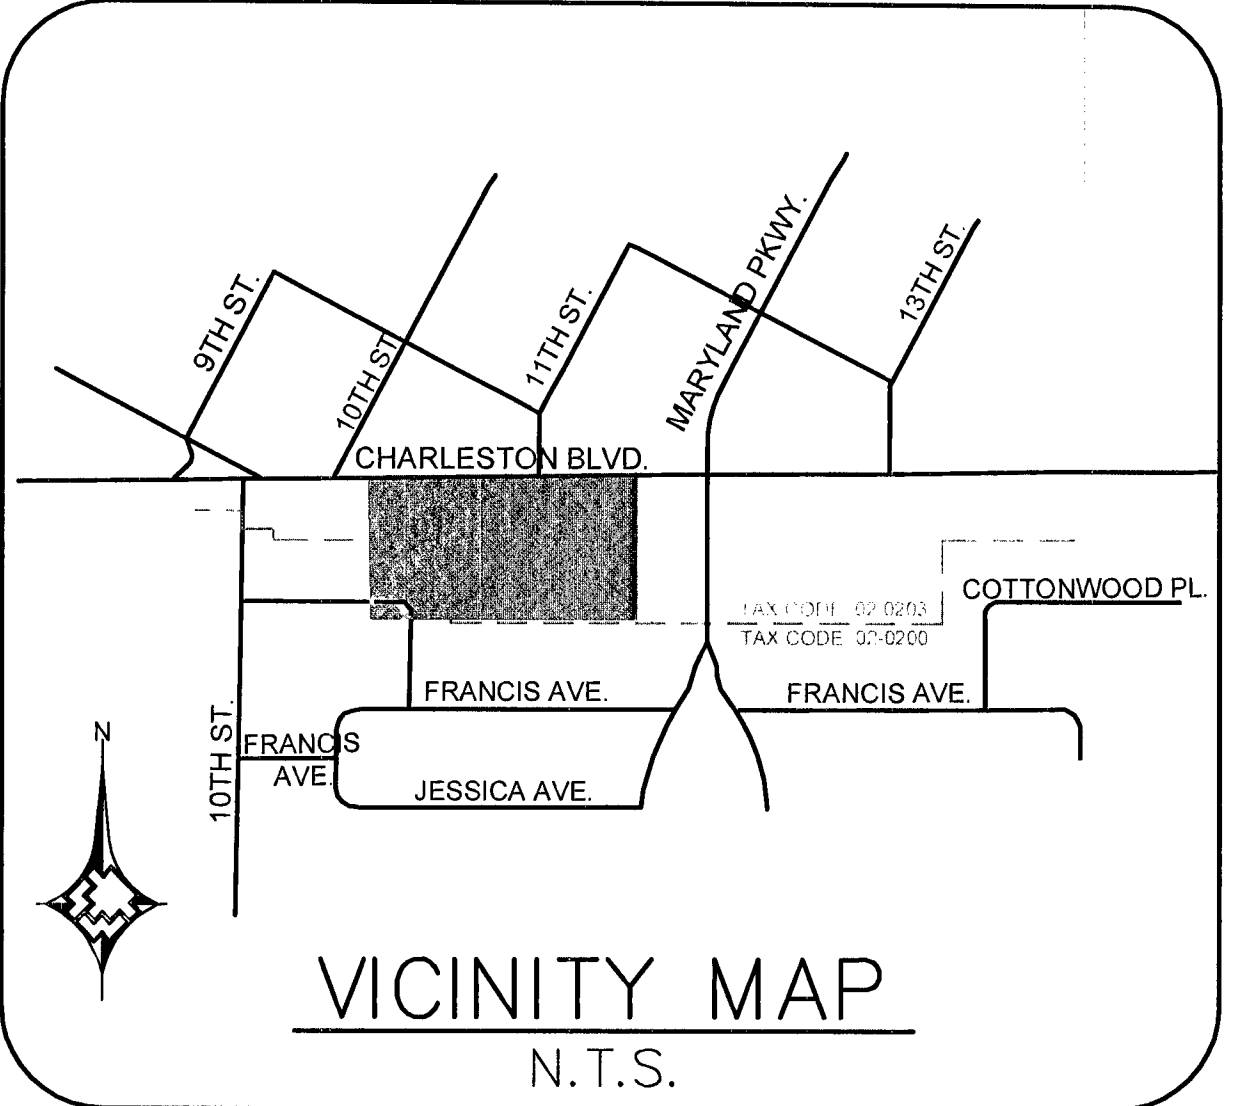 MARYLAND PKWY.
13TH ST.
9TH ST.
11TH ST.
10TH ST.
CHARLESTON BLVD.
COTTONWOOD PL.
TAX CODE 02-0203
TAX CODE 02-0200
FRANCIS AVE.
FRANCIS AVE.
10TH ST.
N
FRANCIS
AVE.
JESSICA AVE.
VICINITY MAP
N.T.S.